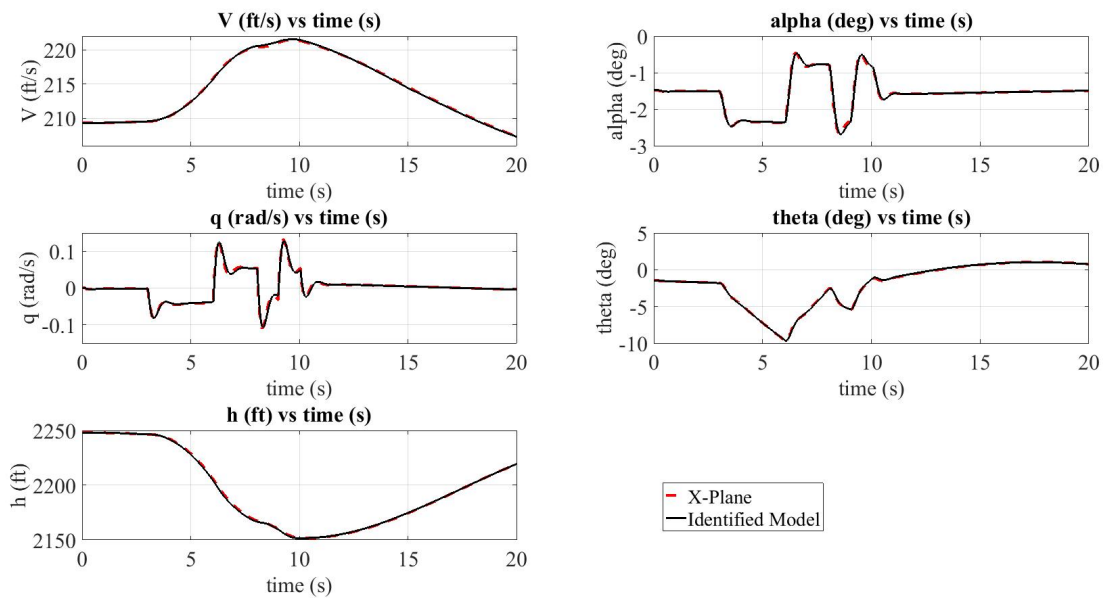 V (ft/s) vs time (s)
V (ft/s)
220
215
210
0 5 10 15 20
time (s)
alpha (deg) vs time (s)
alpha (deg)
0
-1
-2
-3
0 5 10 15 20
time (s)
q (rad/s) vs time (s)
q (rad/s)
0.1
0
-0.1
0 5 10 15 20
time (s)
theta (deg) vs time (s)
theta (deg)
5
0
-5
-10
0 5 10 15 20
time (s)
h (ft) vs time (s)
h (ft)
2250
2200
2150
0 5 10 15 20
time (s)
X-Plane
Identified Model